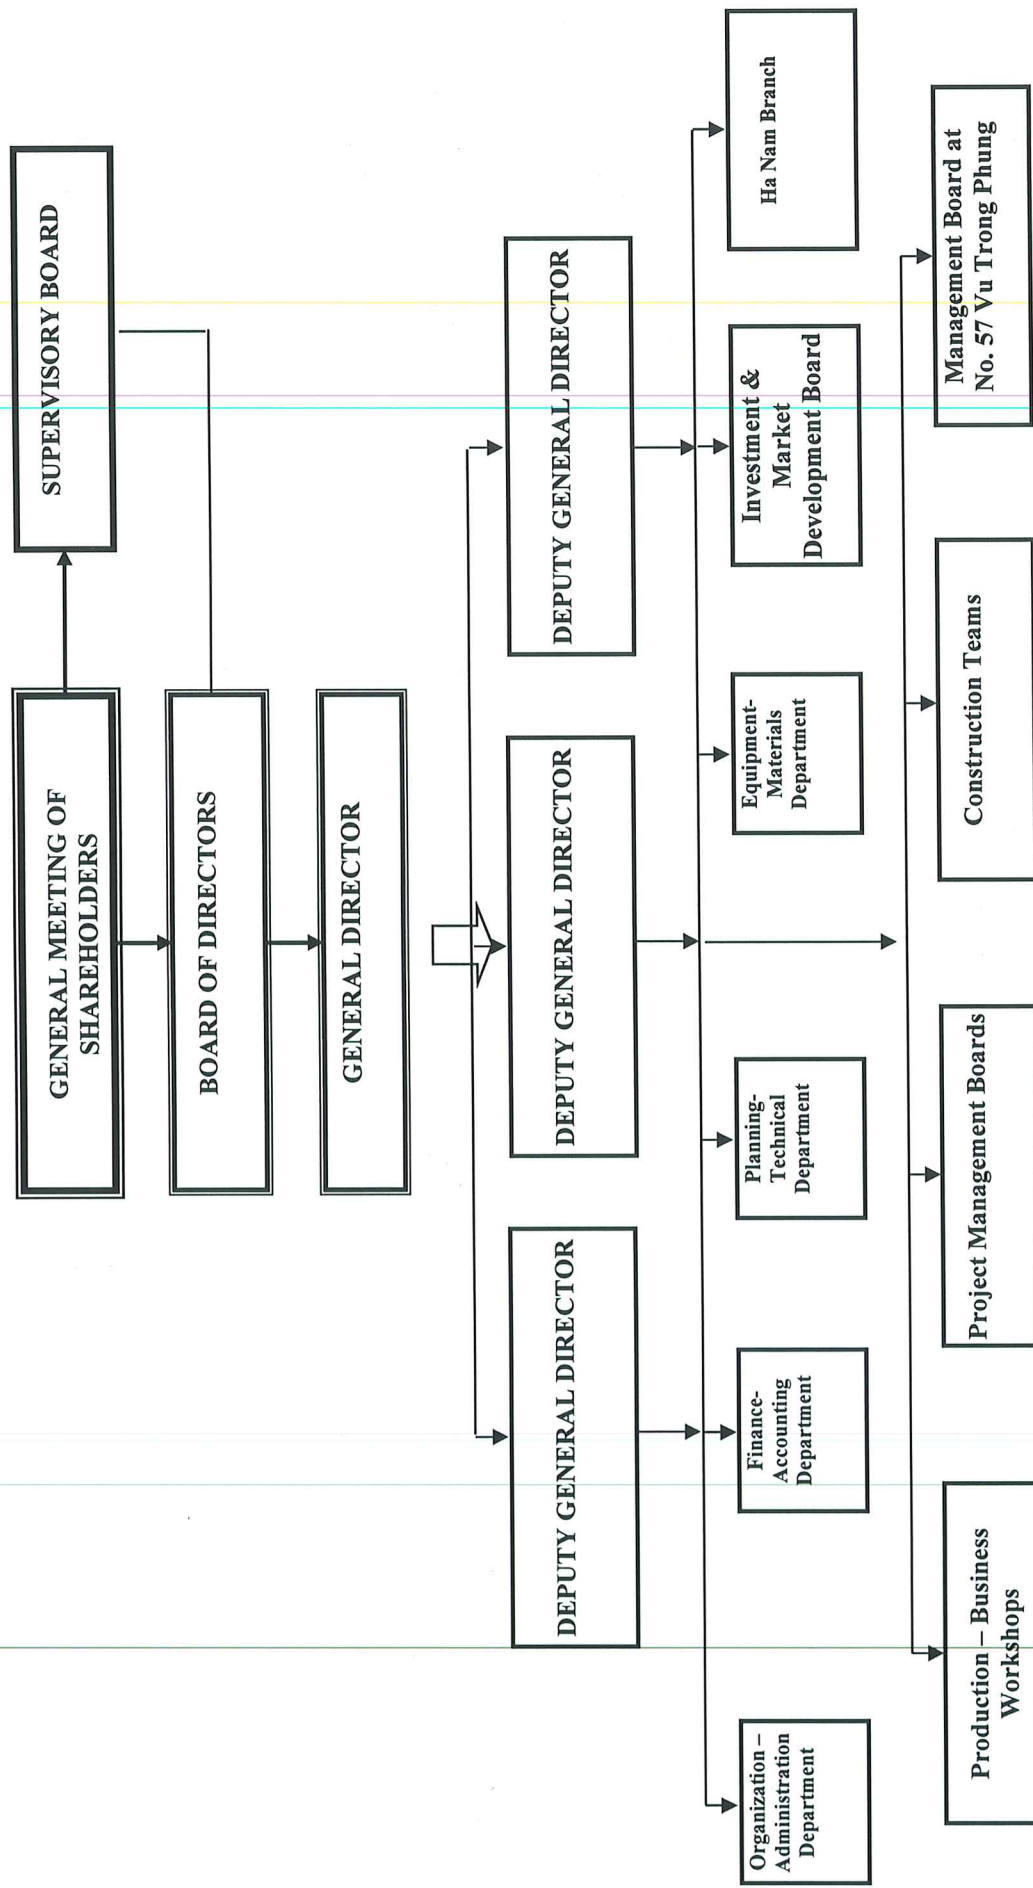 GENERAL MEETING OF
SHAREHOLDERS
SUPERVISORY BOARD
BOARD OF DIRECTORS
GENERAL DIRECTOR
DEPUTY GENERAL DIRECTOR
DEPUTY GENERAL DIRECTOR
DEPUTY GENERAL DIRECTOR
Organization –
Administration
Department
Finance-
Accounting
Department
Planning-
Technical
Department
Equipment-
Materials
Department
Investment &
Market
Development Board
Ha Nam Branch
Production – Business
Workshops
Project Management Boards
Construction Teams
Management Board at
No. 57 Vu Trong Phung